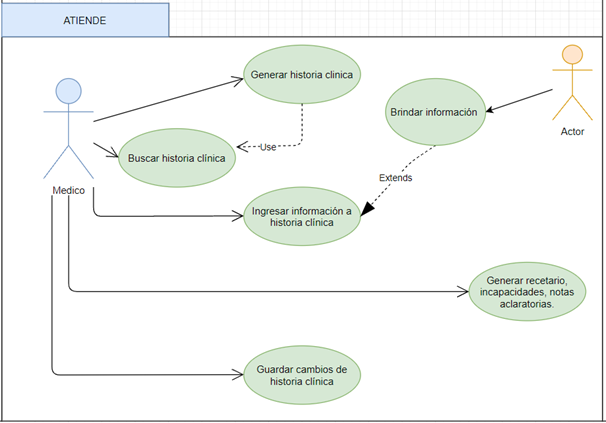 ATIENDE
Generar historia clinica
Brindar información
Actor
Use
Buscar historia clínica
Extends
Medico
Ingresar información a
historia clínica
Generar recetario,
incapacidades, notas
aclaratorias.
Guardar cambios de
historia clínica